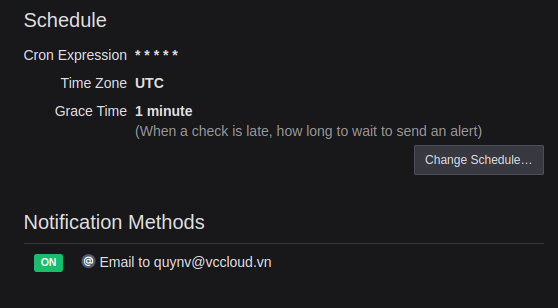 Schedule
Cron Expression * * * * *
Time Zone UTC
Grace Time 1 minute
(When a check is late, how long to wait to send an alert)
Change Schedule…
Notification Methods
ON @ Email to quynv@vccloud.vn